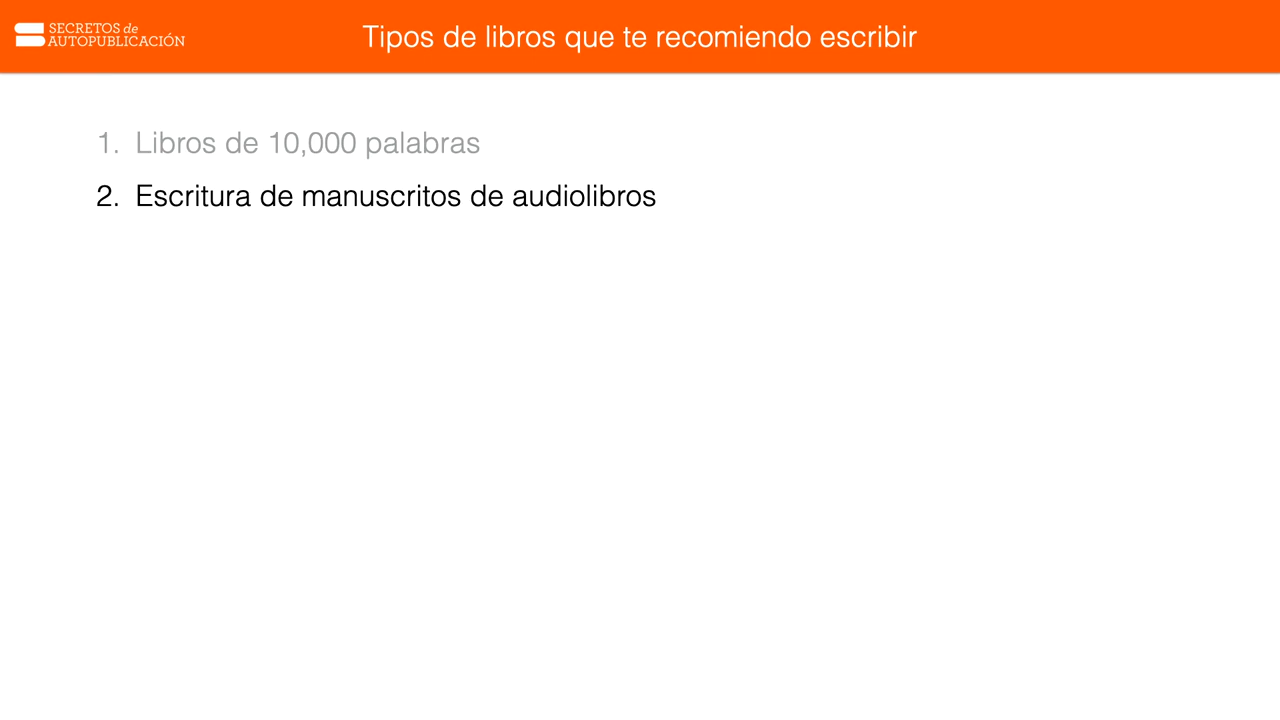 SECRETOS de
AUTOPUBLICACIÓN
Tipos de libros que te recomiendo escribir
1. Libros de 10,000 palabras
2. Escritura de manuscritos de audiolibros